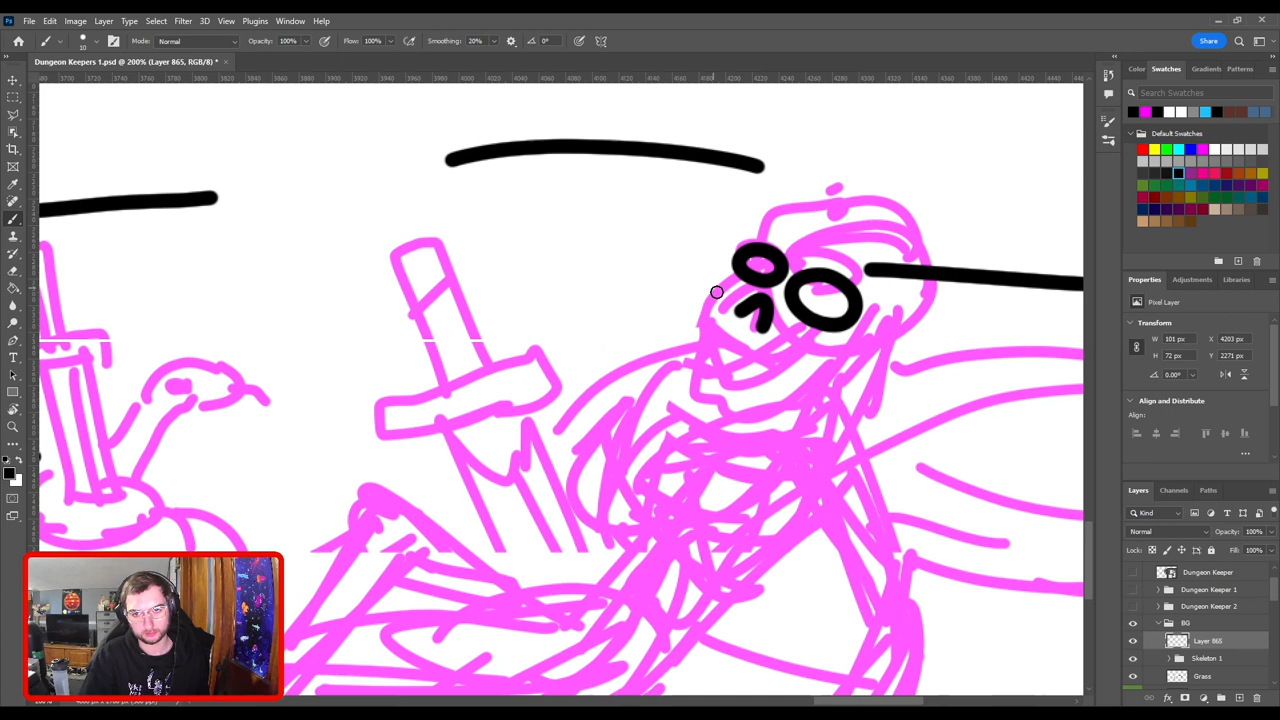 Ps File Edit Image Layer Type Select Filter 3D View Plugins Window Help
10 Mode: Normal Opacity: 100% Flow: 100% Smoothing: 20% 0° Share
Dungeon Keepers 1.psd @ 200% (Layer 865, RGB/8) * ×
Color Swatches Gradients Patterns
Search Swatches
Default Swatches
Properties Adjustments Libraries
Pixel Layer
Transform
W 101 px X 4203 px
H 72 px Y 2271 px
0.00°
Align and Distribute
Align:
Layers Channels Paths
Kind
Normal Opacity: 100%
Lock: Fill: 100%
Dungeon Keeper
Dungeon Keeper 1
Dungeon Keeper 2
BG
Layer 865
Skeleton 1
Grass